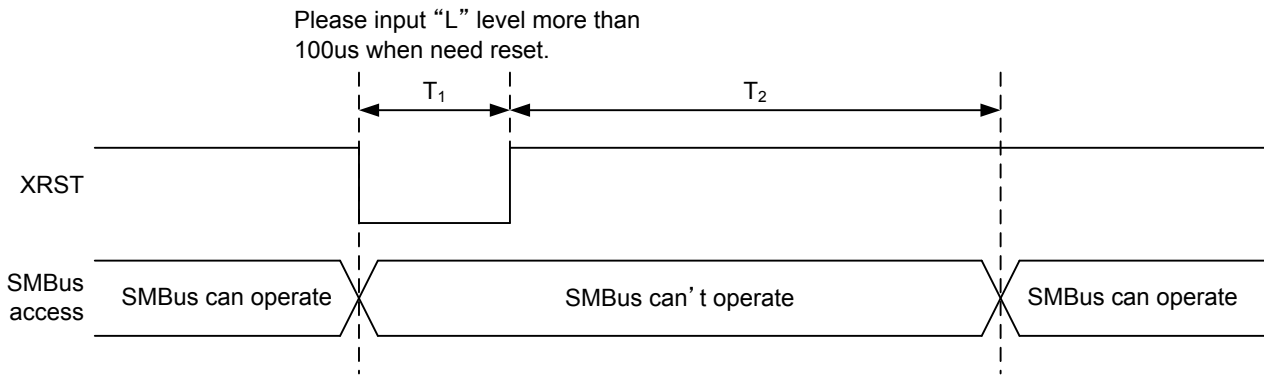 Please input “L” level more than
100us when need reset.
T1
T2
XRST
SMBus
access
SMBus can operate
SMBus can’t operate
SMBus can operate